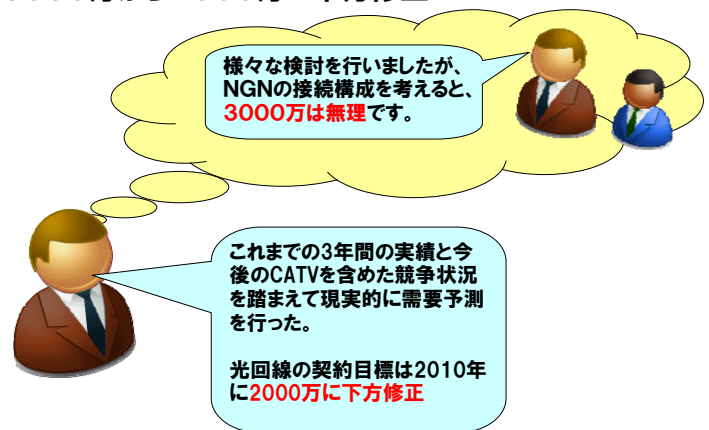 様々な検討を行いましたが、
NGNの接続構成を考えると、
3000万は無理です。
これまでの3年間の実績と今
後のCATVを含めた競争状況
を踏まえて現実的に需要予測
を行った。
光回線の契約目標は2010年
に2000万に下方修正